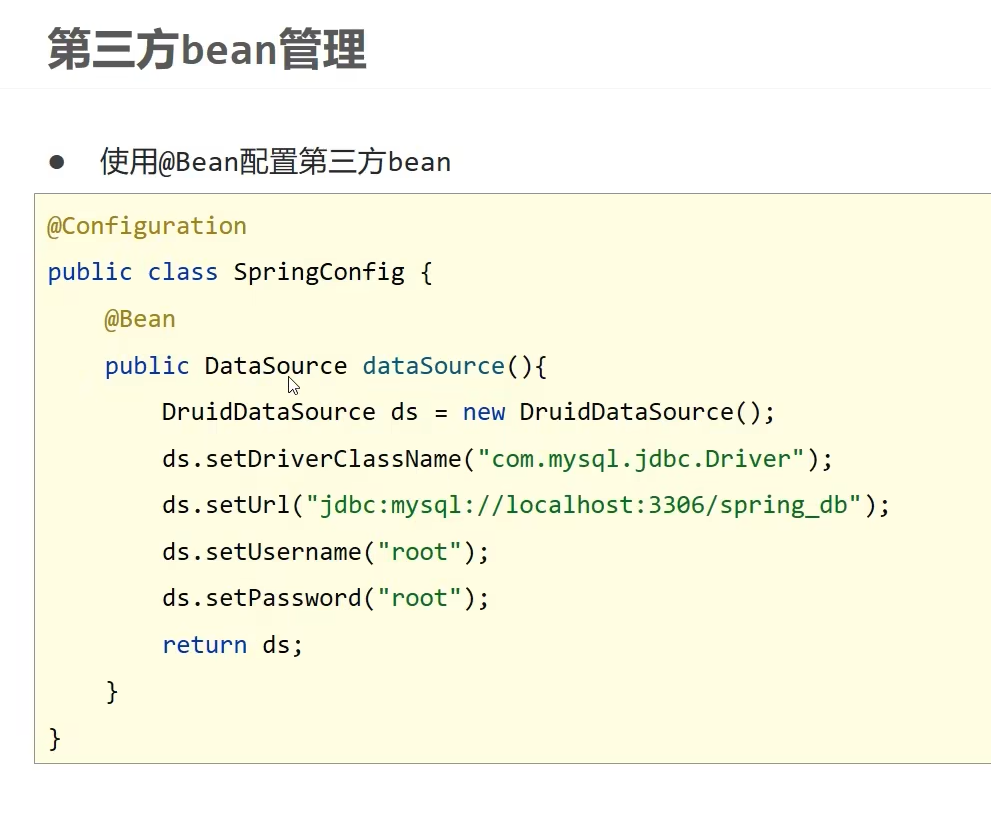 第三方bean管理
● 使用@Bean配置第三方bean
@Configuration
public class SpringConfig {
    @Bean
    public DataSource dataSource(){
        DruidDataSource ds = new DruidDataSource();
        ds.setDriverClassName("com.mysql.jdbc.Driver");
        ds.setUrl("jdbc:mysql://localhost:3306/spring_db");
        ds.setUsername("root");
        ds.setPassword("root");
        return ds;
    }
}